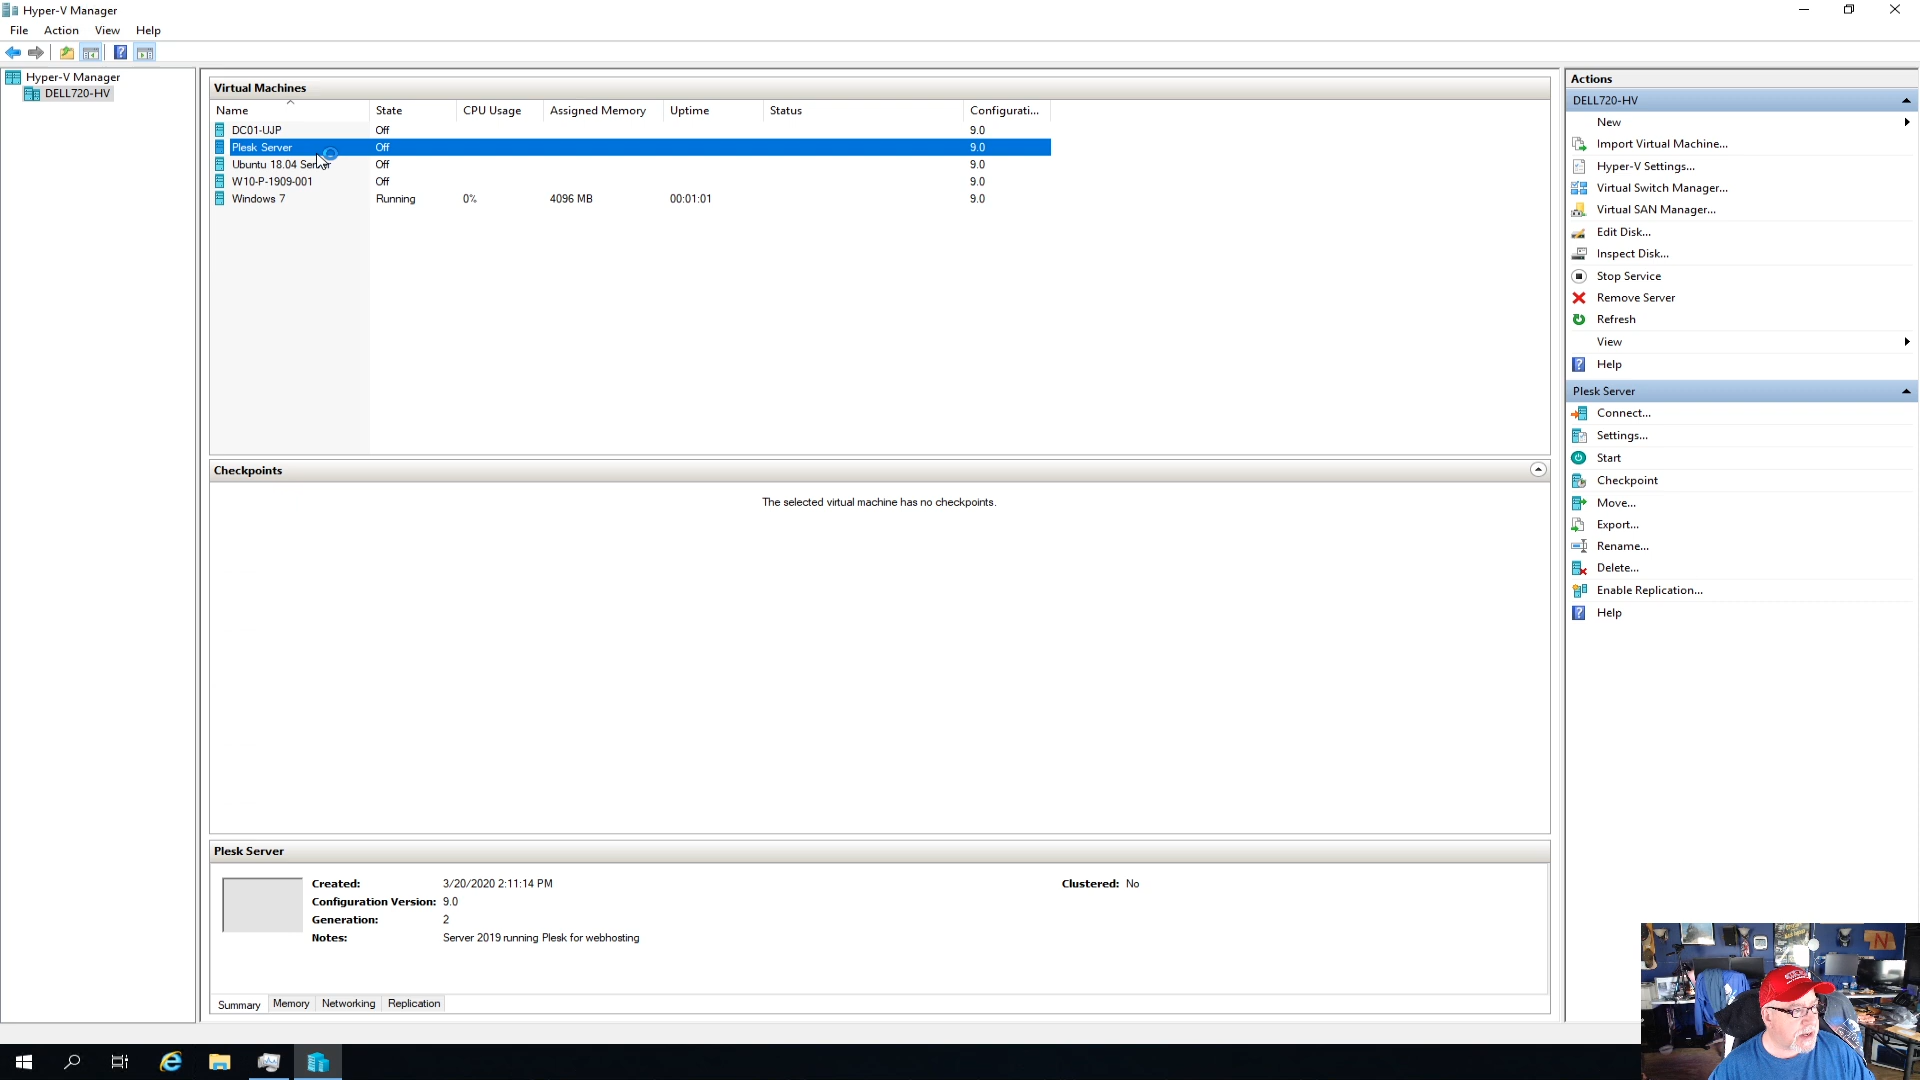 Hyper-V Manager
File Action View Help
Hyper-V Manager
DELL720-HV
Virtual Machines
Name State CPU Usage Assigned Memory Uptime Status Configurati...
DC01-UJP Off 9.0
Plesk Server Off 9.0
Ubuntu 18.04 Server Off 9.0
W10-P-1909-001 Off 9.0
Windows 7 Running 0% 4096 MB 00:01:01 9.0
Checkpoints
The selected virtual machine has no checkpoints.
Plesk Server
Created: 3/20/2020 2:11:14 PM Clustered: No
Configuration Version: 9.0
Generation: 2
Notes: Server 2019 running Plesk for webhosting
Summary Memory Networking Replication
Actions
DELL720-HV
New
Import Virtual Machine...
Hyper-V Settings...
Virtual Switch Manager...
Virtual SAN Manager...
Edit Disk...
Inspect Disk...
Stop Service
Remove Server
Refresh
View
Help
Plesk Server
Connect...
Settings...
Start
Checkpoint
Move...
Export...
Rename...
Delete...
Enable Replication...
Help
N